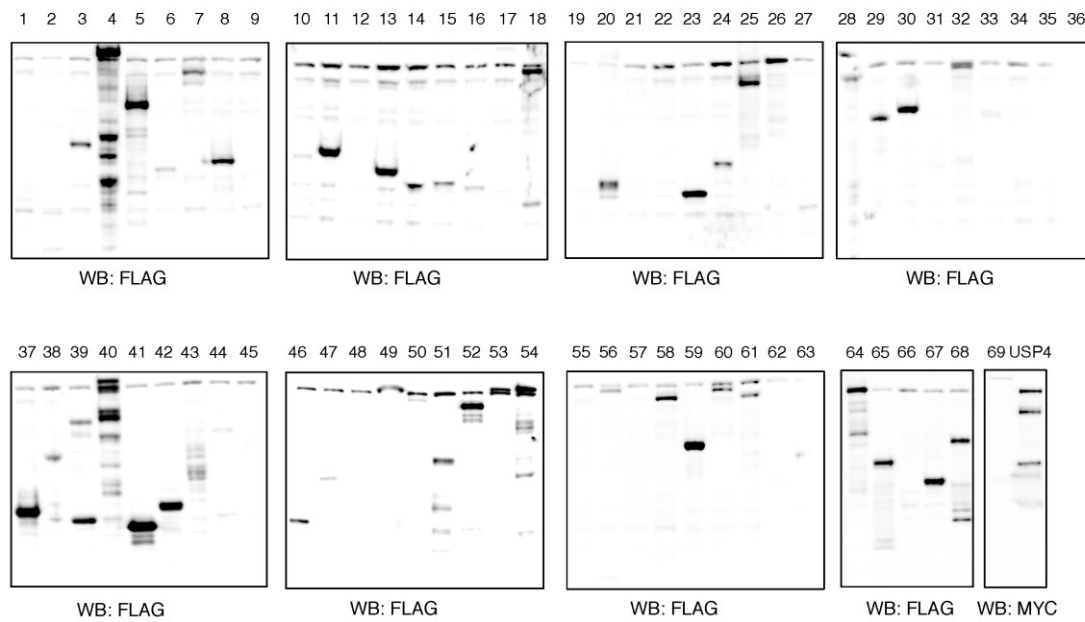 1 2 3 4 5 6 7 8 9 10 11 12 13 14 15 16 17 18 19 20 21 22 23 24 25 26 27 28 29 30 31 32 33 34 35 36
WB: FLAG WB: FLAG WB: FLAG WB: FLAG
37 38 39 40 41 42 43 44 45 46 47 48 49 50 51 52 53 54 55 56 57 58 59 60 61 62 63 64 65 66 67 68 69 USP4
WB: FLAG WB: FLAG WB: FLAG WB: FLAG WB: MYC